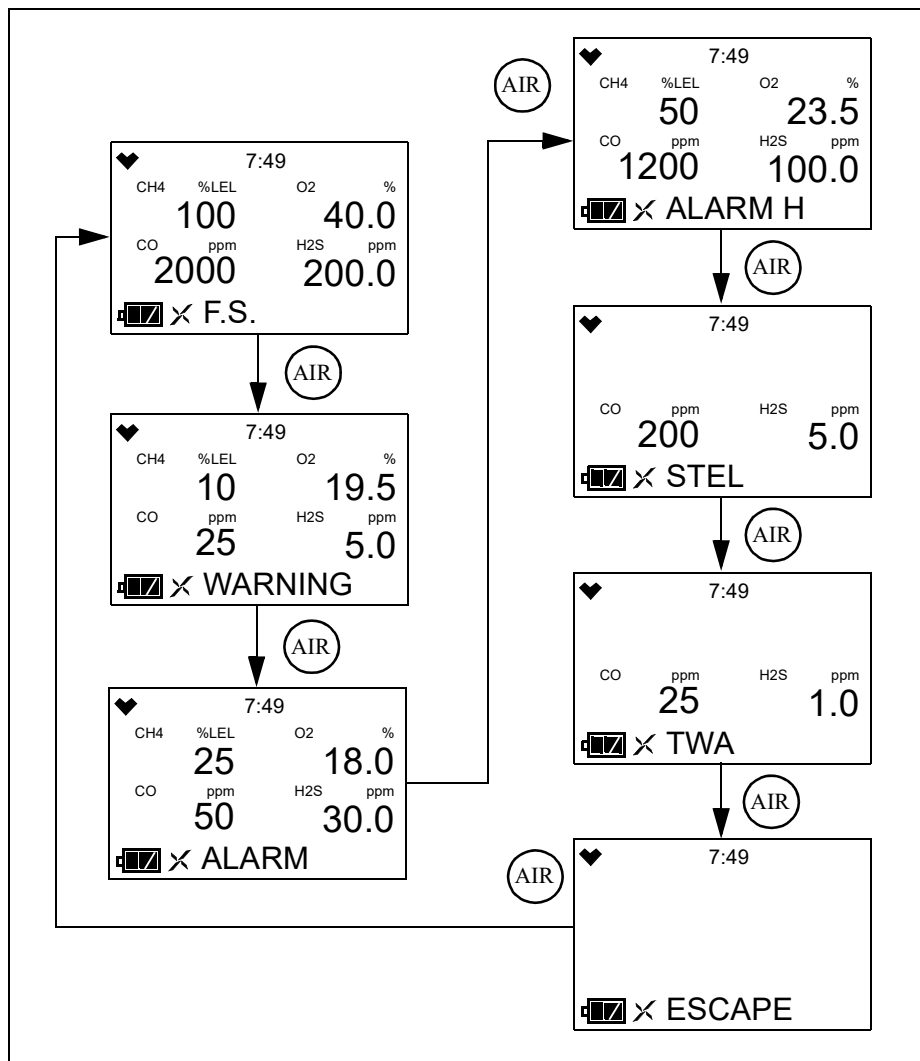 7:49
CH4 %LEL O2 %
100 40.0
CO ppm H2S ppm
2000 200.0
F.S.
AIR
7:49
CH4 %LEL O2 %
10 19.5
CO ppm H2S ppm
25 5.0
WARNING
AIR
7:49
CH4 %LEL O2 %
25 18.0
CO ppm H2S ppm
50 30.0
ALARM
AIR
7:49
CH4 %LEL O2 %
50 23.5
CO ppm H2S ppm
1200 100.0
ALARM H
AIR
7:49
CO ppm H2S ppm
200 5.0
STEL
AIR
7:49
CO ppm H2S ppm
25 1.0
TWA
AIR
AIR
7:49
ESCAPE